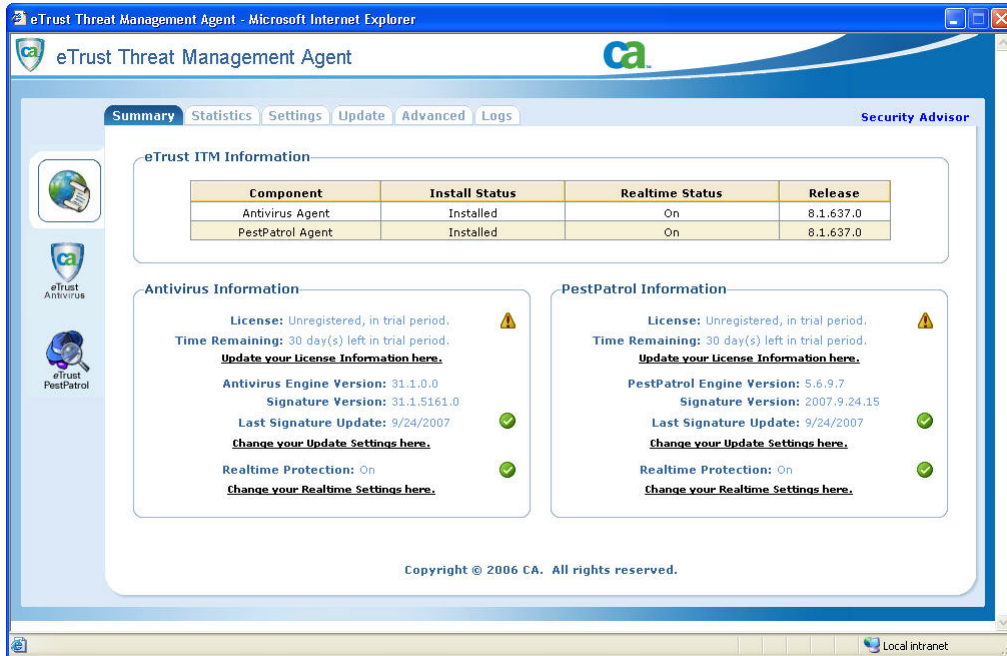 eTrust Threat Management Agent - Microsoft Internet Explorer
ca
eTrust Threat Management Agent
ca
Summary Statistics Settings Update Advanced Logs
Security Advisor
eTrust ITM Information
Component Install Status Realtime Status Release
Antivirus Agent Installed On 8.1.637.0
PestPatrol Agent Installed On 8.1.637.0
ca
eTrust
Antivirus
eTrust
PestPatrol
Antivirus Information
License: Unregistered, in trial period.
Time Remaining: 30 day(s) left in trial period.
Update your License Information here.
Antivirus Engine Version: 31.1.0.0
Signature Version: 31.1.5161.0
Last Signature Update: 9/24/2007
Change your Update Settings here.
Realtime Protection: On
Change your Realtime Settings here.
PestPatrol Information
License: Unregistered, in trial period.
Time Remaining: 30 day(s) left in trial period.
Update your License Information here.
PestPatrol Engine Version: 5.6.9.7
Signature Version: 2007.9.24.15
Last Signature Update: 9/24/2007
Change your Update Settings here.
Realtime Protection: On
Change your Realtime Settings here.
Copyright © 2006 CA. All rights reserved.
Local intranet